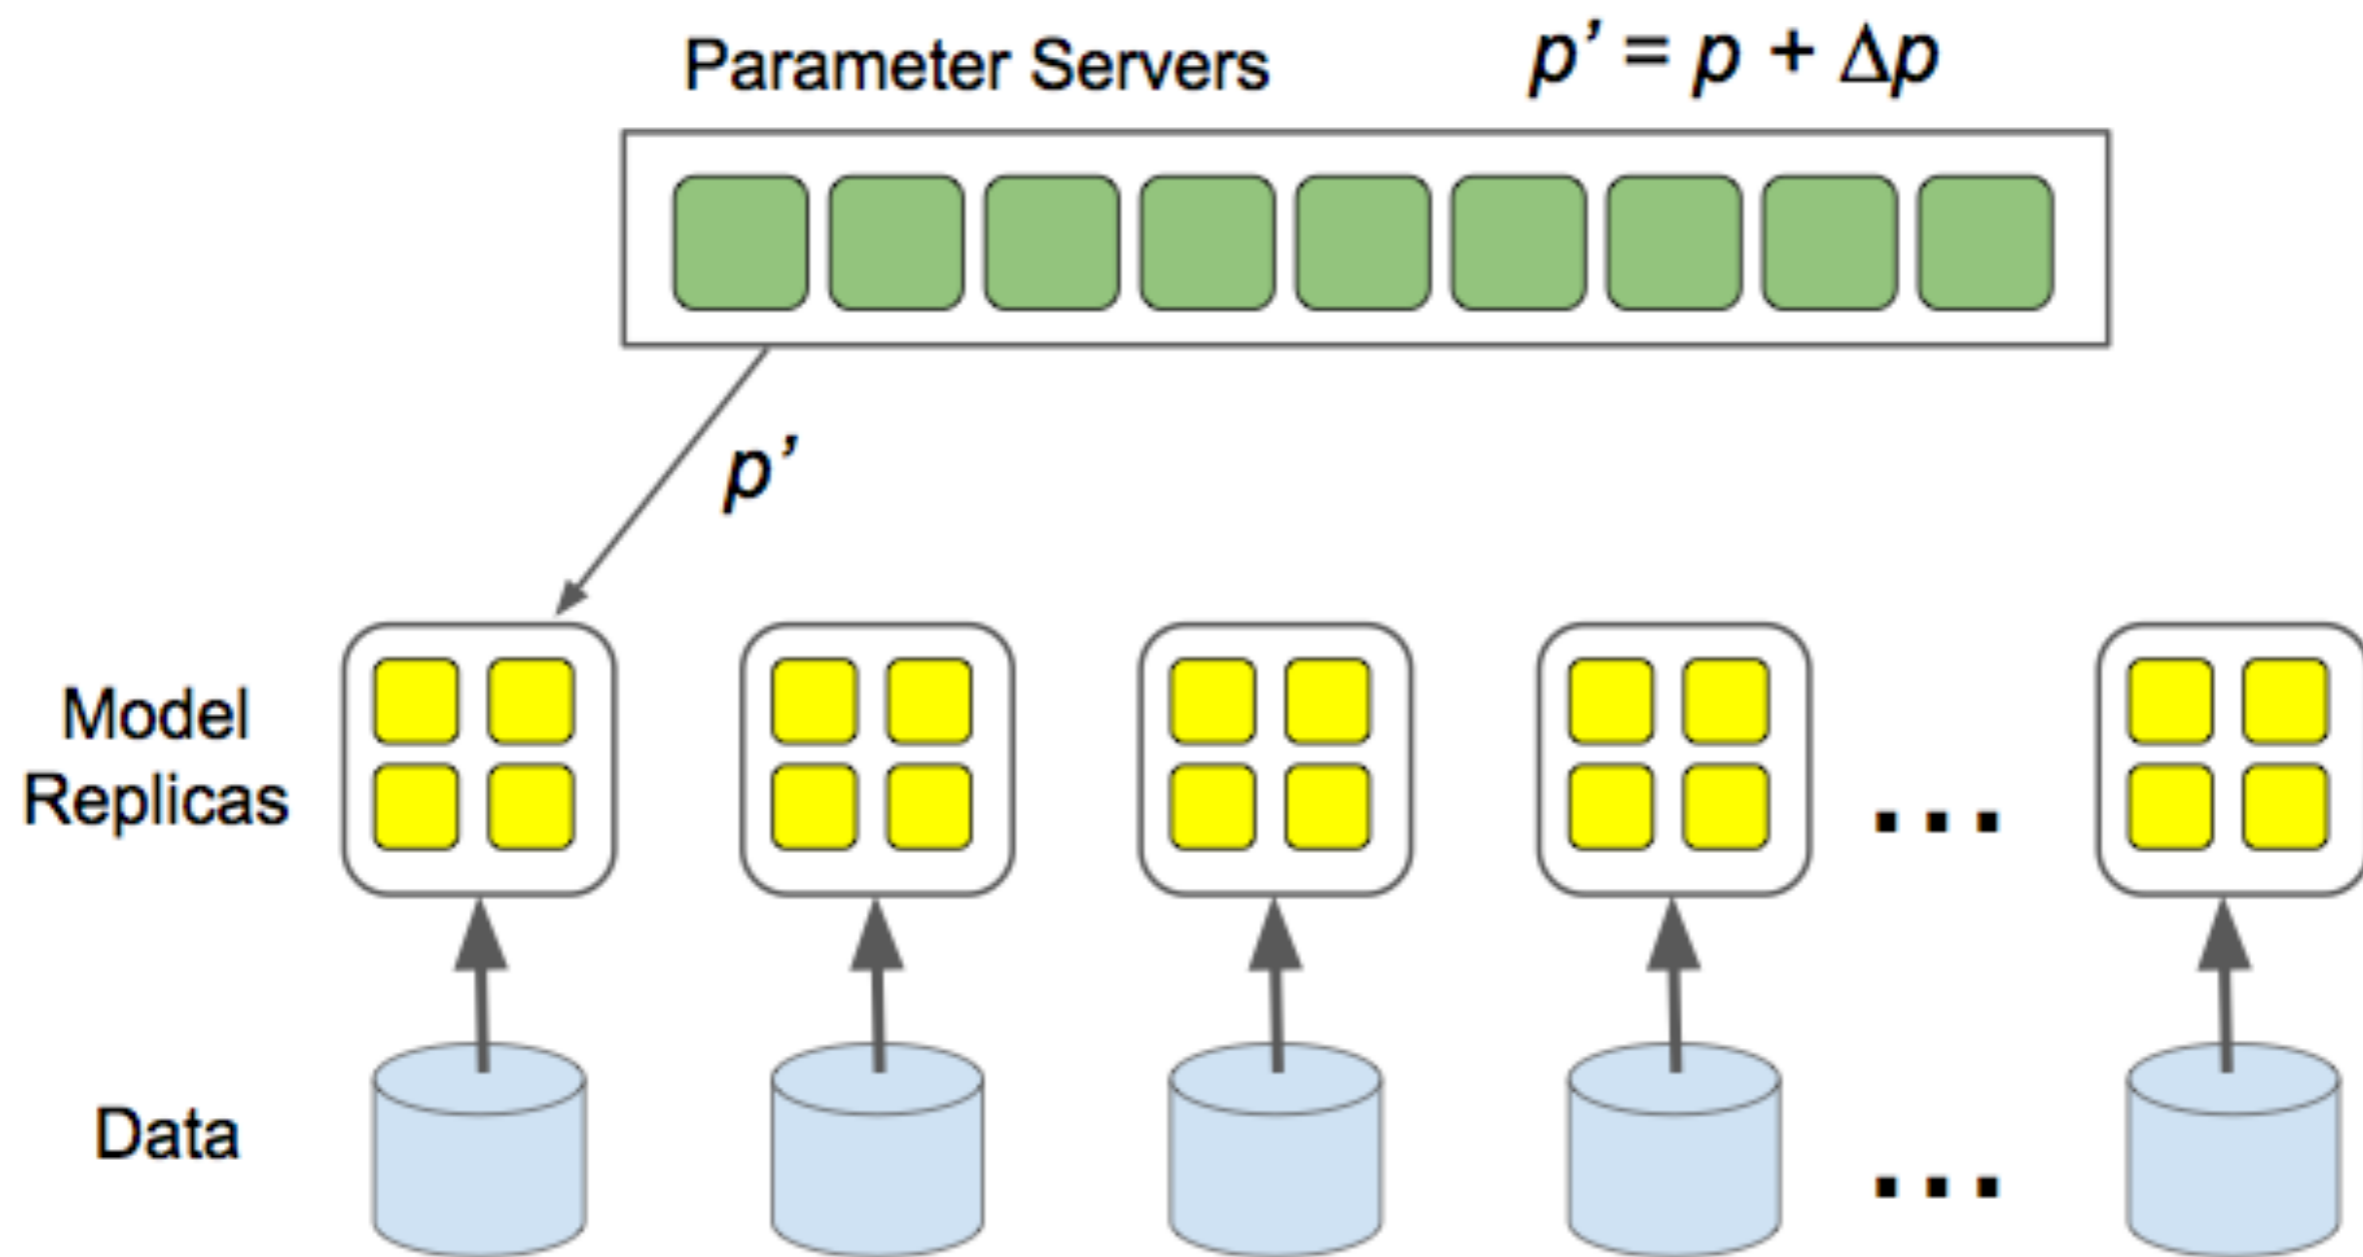 Parameter Servers
p’ = p + Δp
p’
Model
Replicas
...
Data
...